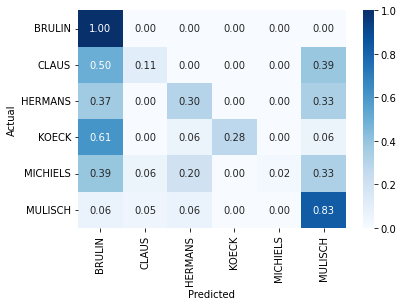 BRULIN 1.00 0.00 0.00 0.00 0.00 0.00
CLAUS 0.50 0.11 0.00 0.00 0.00 0.39
HERMANS 0.37 0.00 0.30 0.00 0.00 0.33
KOECK 0.61 0.00 0.06 0.28 0.00 0.06
MICHIELS 0.39 0.06 0.20 0.00 0.02 0.33
MULISCH 0.06 0.05 0.06 0.00 0.00 0.83
BRULIN CLAUS HERMANS KOECK MICHIELS MULISCH
Predicted
Actual
1.0
0.8
0.6
0.4
0.2
0.0